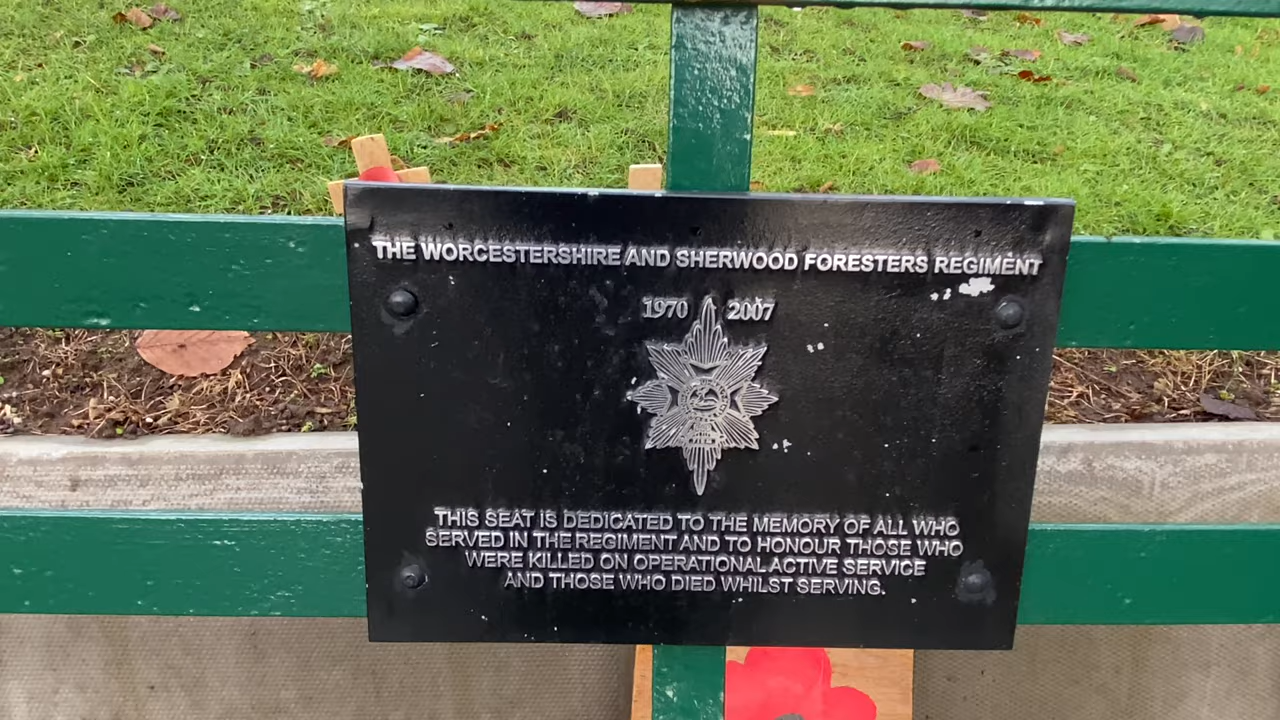 THE WORCESTERSHIRE AND SHERWOOD FORESTERS REGIMENT
1970 2007
FIRM
THIS SEAT IS DEDICATED TO THE MEMORY OF ALL WHO
SERVED IN THE REGIMENT AND TO HONOUR THOSE WHO
WERE KILLED ON OPERATIONAL ACTIVE SERVICE
AND THOSE WHO DIED WHILST SERVING.